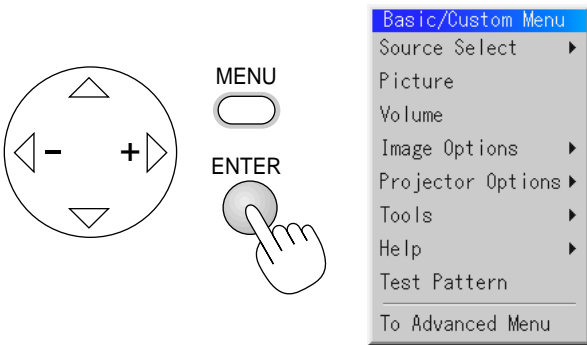 MENU
- +
ENTER
Basic/Custom Menu
Source Select
Picture
Volume
Image Options
Projector Options
Tools
Help
Test Pattern
To Advanced Menu